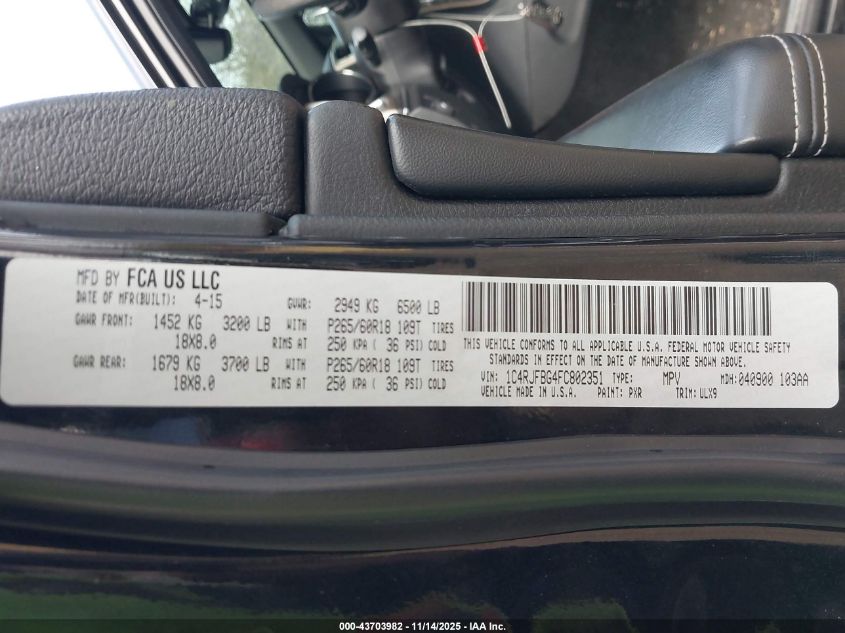 MFD BY FCA US LLC
DATE OF MFR(BUILT): 4-15 GVWR: 2949 KG 6500 LB
GAWR FRONT: 1452 KG 3200 LB WITH P265/60R18 109T TIRES
18X8.0 RIMS AT 250 KPA ( 36 PSI) COLD
GAWR REAR: 1679 KG 3700 LB WITH P265/60R18 109T TIRES
18X8.0 RIMS AT 250 KPA ( 36 PSI) COLD
THIS VEHICLE CONFORMS TO ALL APPLICABLE U.S.A. FEDERAL MOTOR VEHICLE SAFETY
STANDARDS IN EFFECT ON THE DATE OF MANUFACTURE SHOWN ABOVE.
VIN: 1C4RJFBG4FC802351 TYPE: MPV MDH: 040900 103AA
VEHICLE MADE IN U.S.A. PAINT: PXR TRIM: ULX9
000-43703982 - 11/14/2025 - IAA Inc.